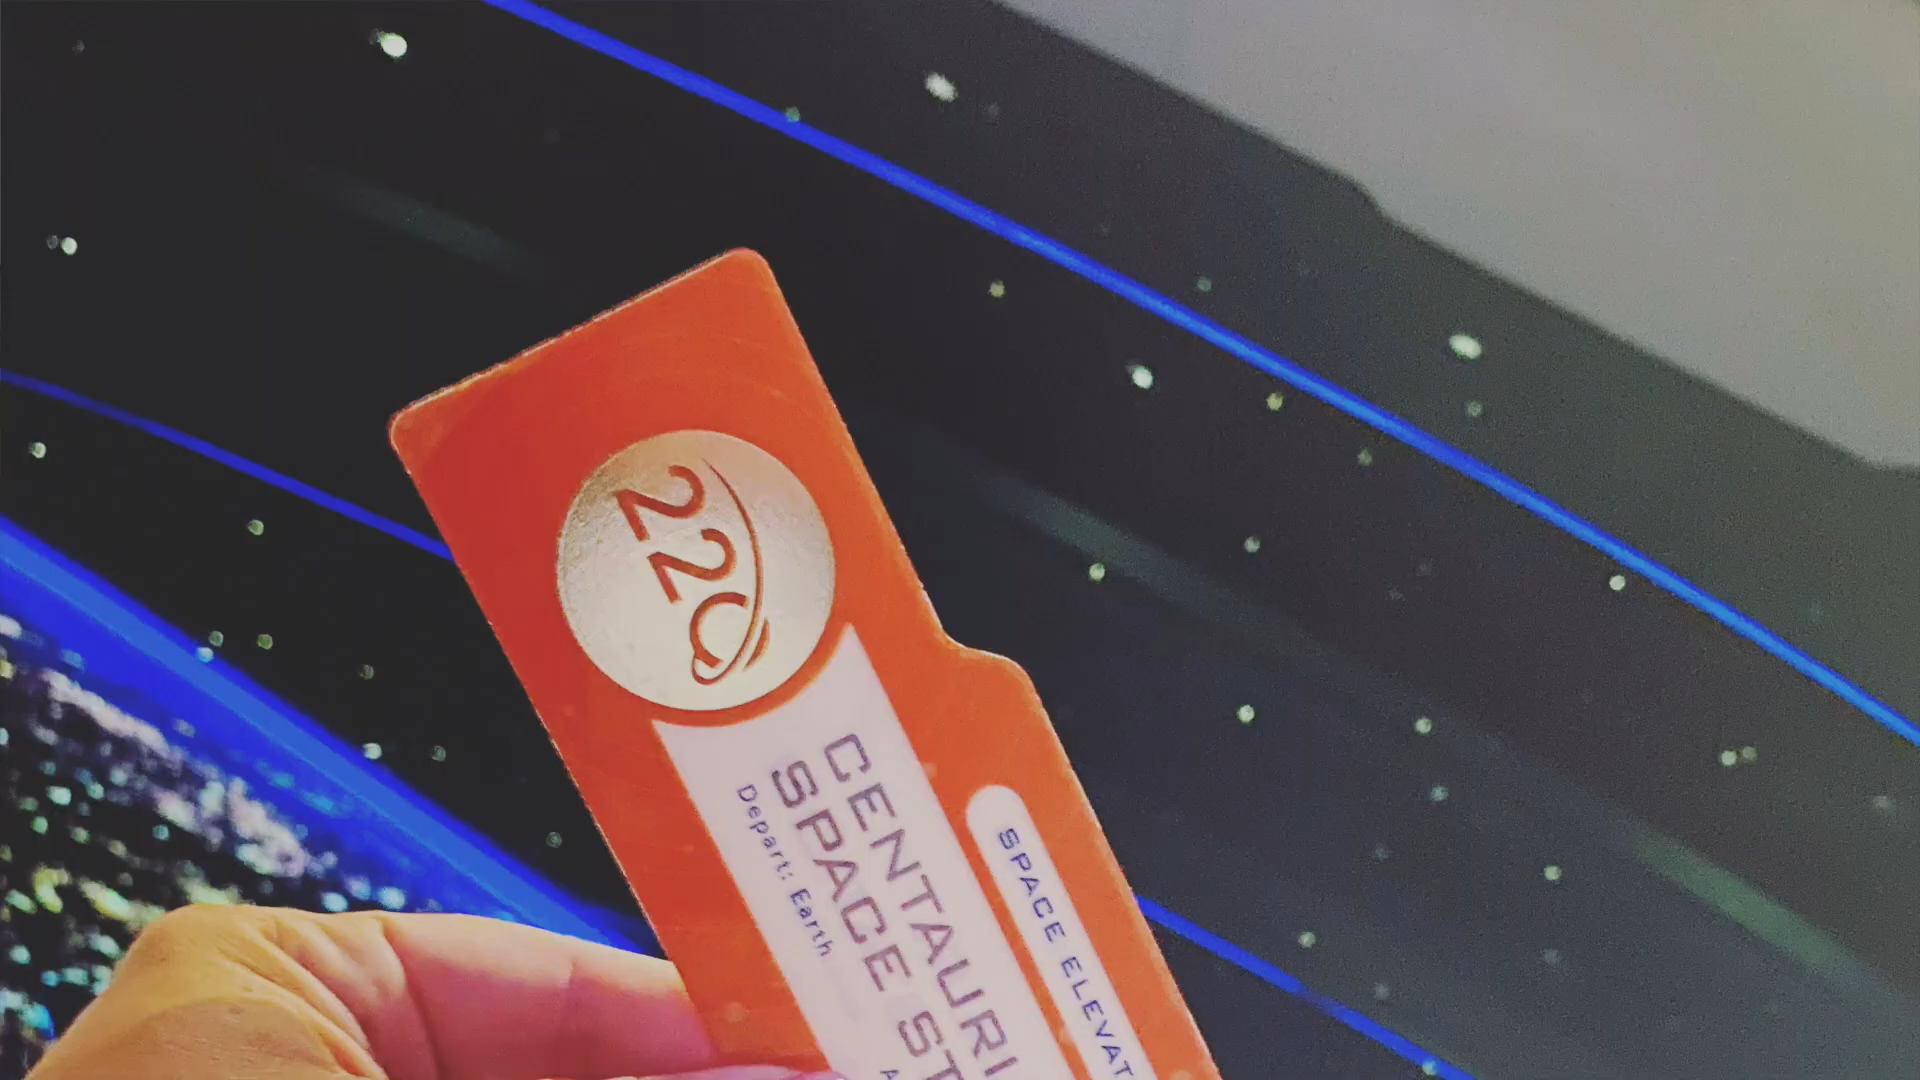 220
CENTAURI
SPACE ST
Depart: Earth
A
SPACE ELEVAT